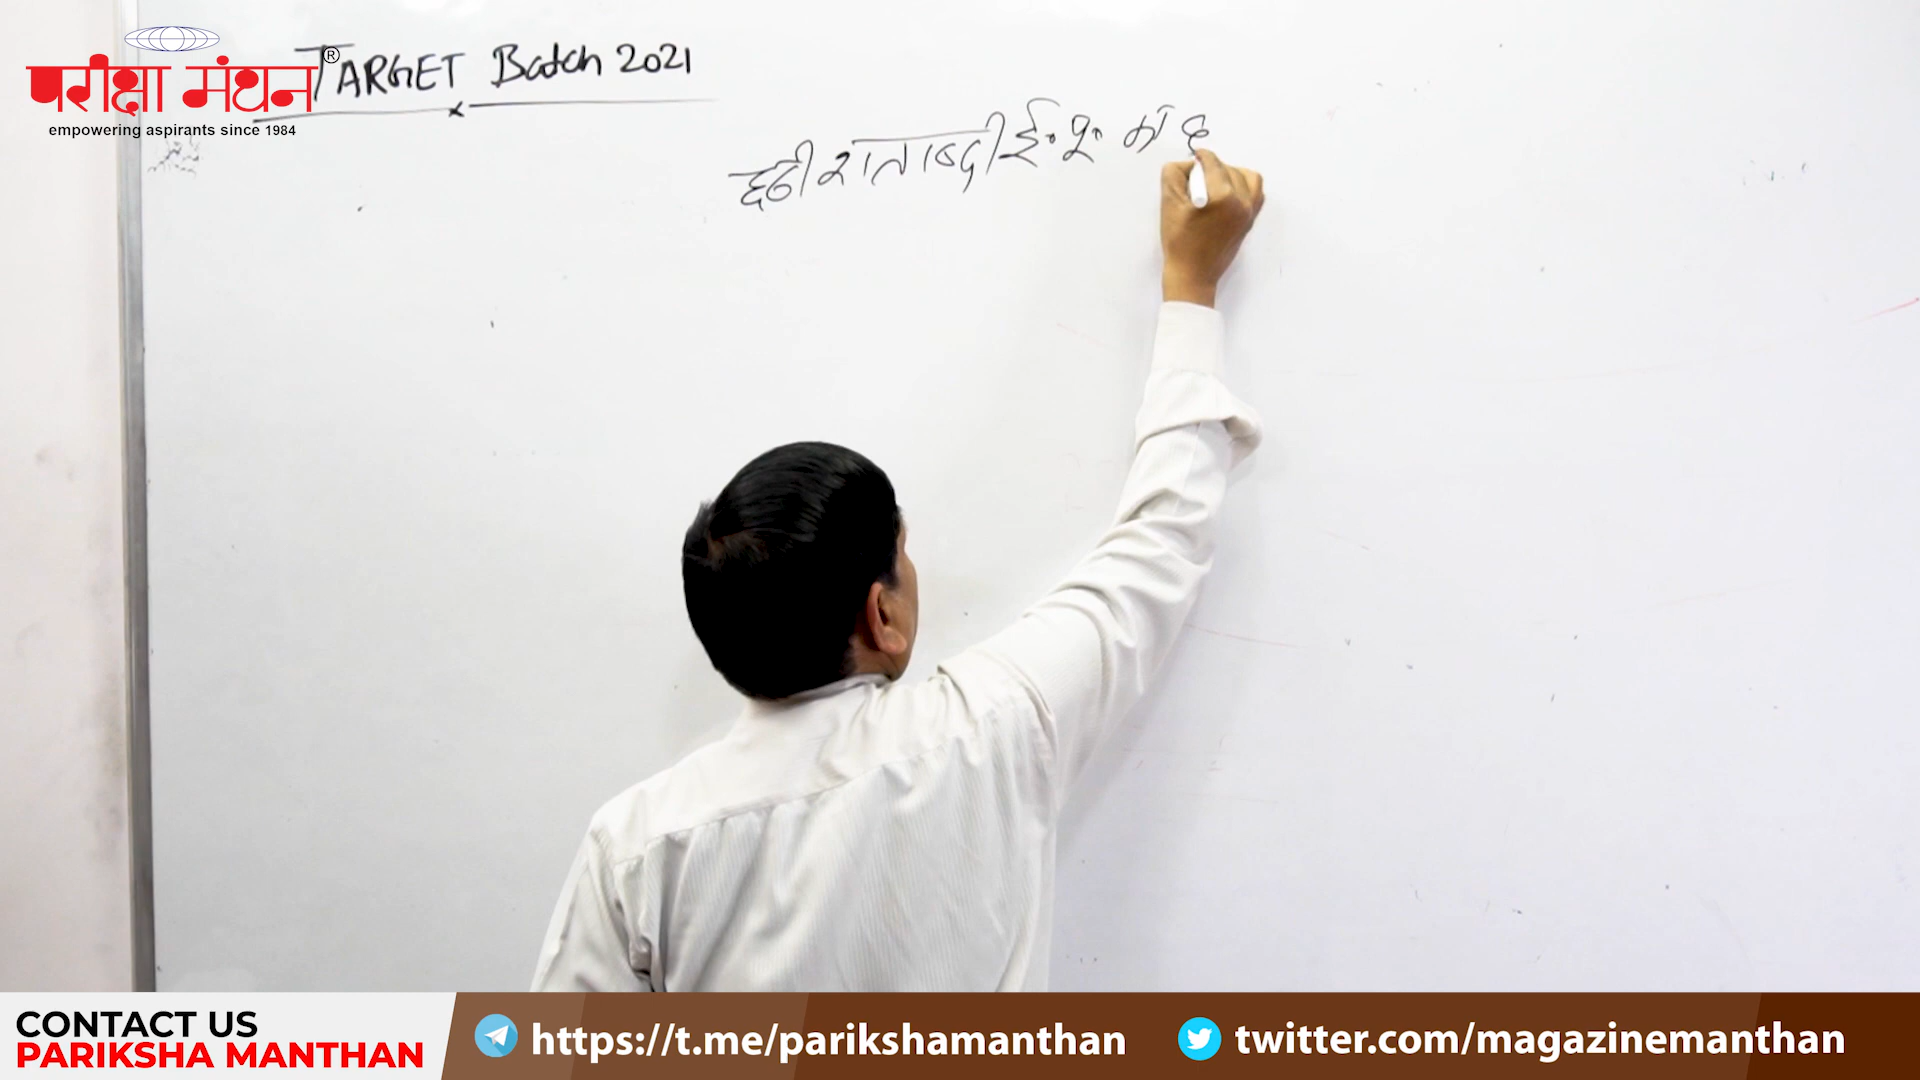 परीक्षा मंथन®
empowering aspirants since 1984
TARGET Batch 2021
छठी शताब्दी ई॰ पू॰ में
CONTACT US
PARIKSHA MANTHAN
https://t.me/parikshamanthan
twitter.com/magazinemanthan